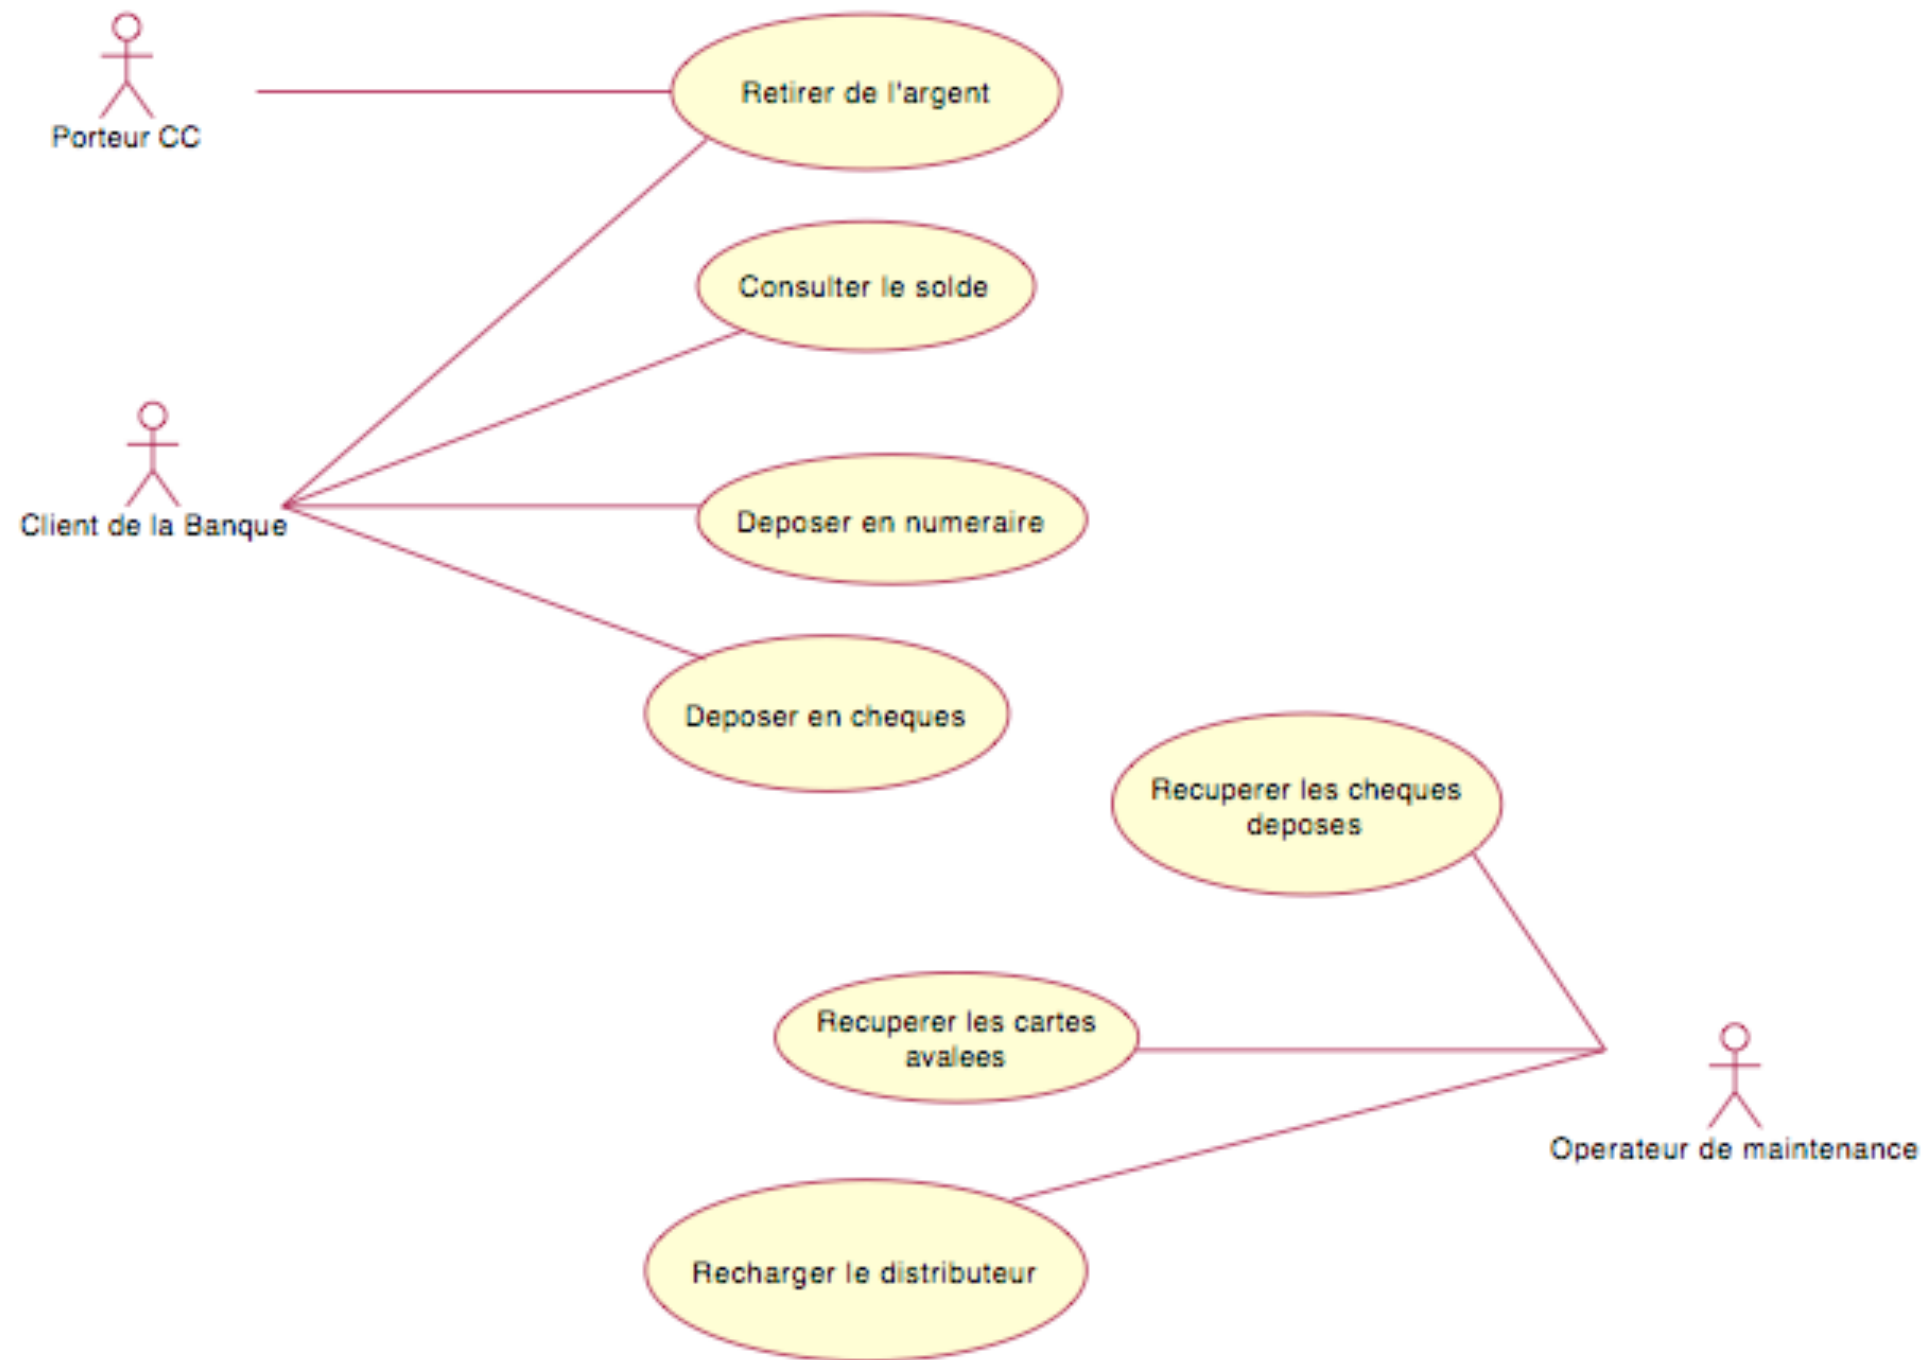 Retirer de l'argent
Porteur CC
Consulter le solde
Client de la Banque
Deposer en numeraire
Deposer en cheques
Recuperer les cheques
deposes
Recuperer les cartes
avalees
Operateur de maintenance
Recharger le distributeur